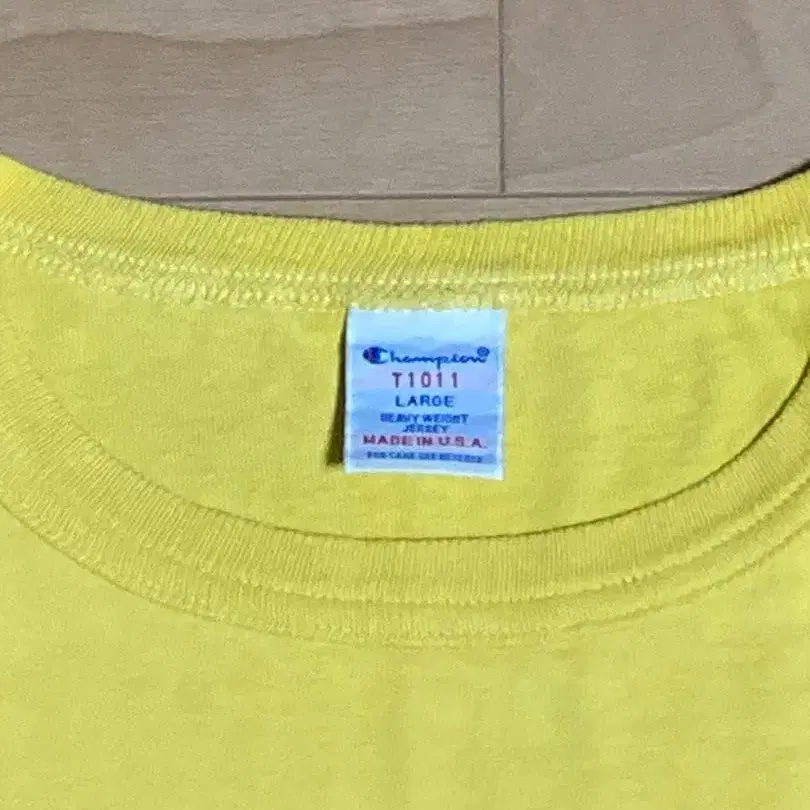 Champion®
T1011
LARGE
HEAVY WEIGHT
JERSEY
MADE IN U.S.A.
FOR CARE SEE REVERSE